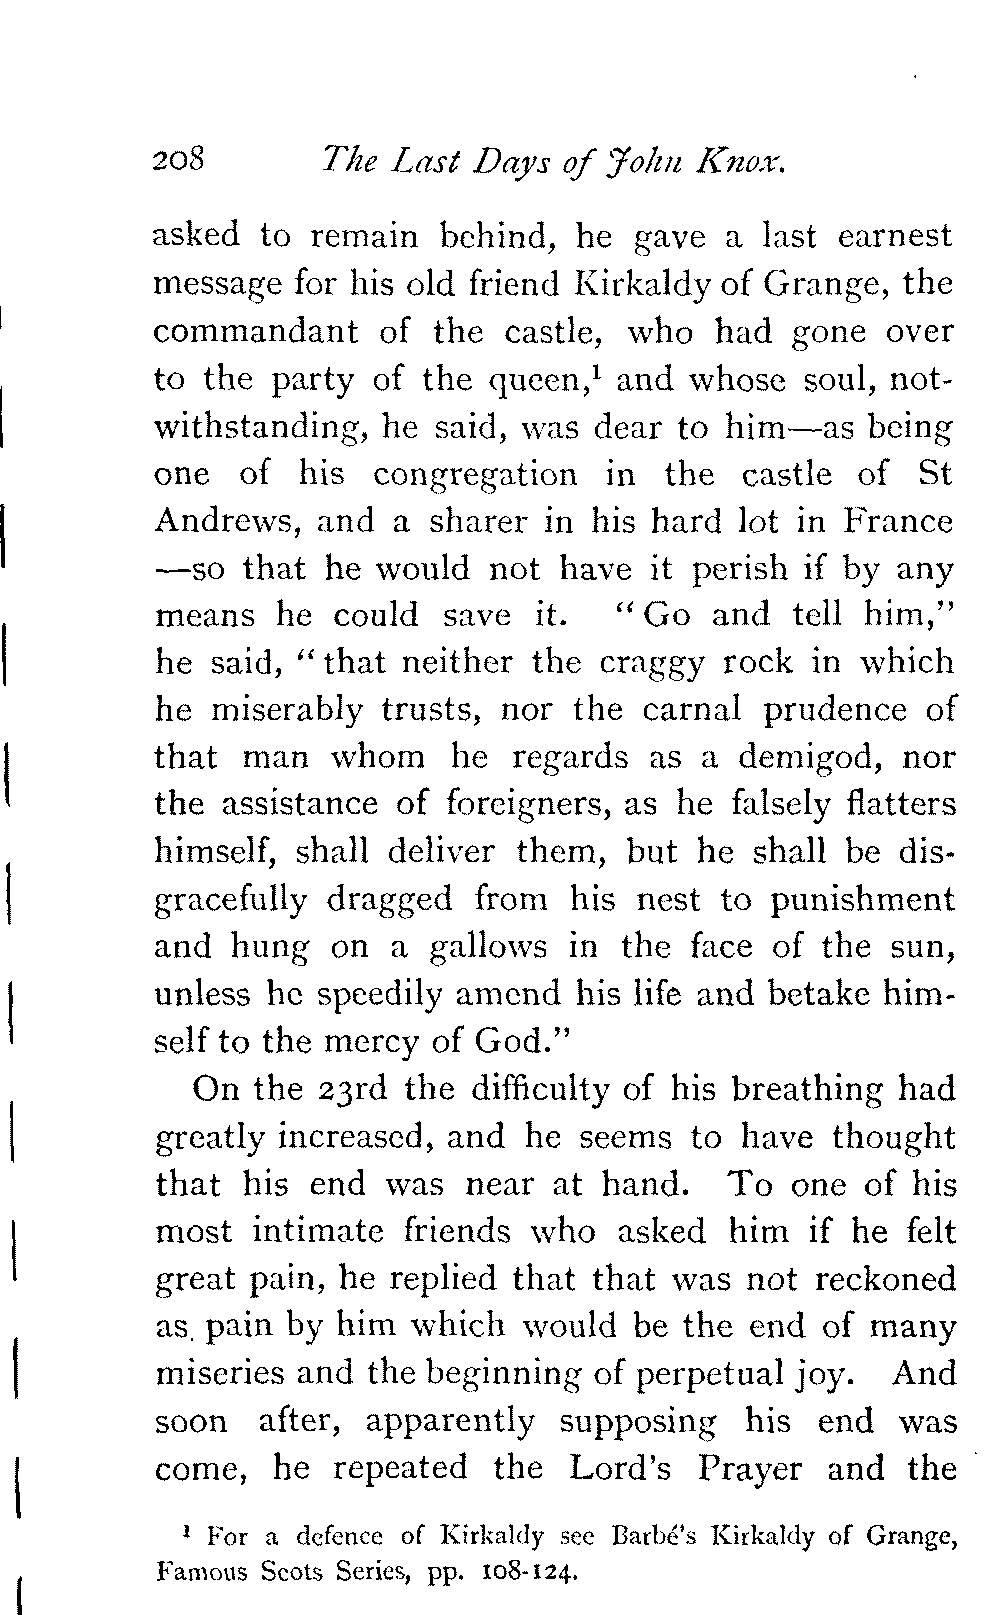 208 The Last Days of John Knox.
asked to remain behind, he gave a last earnest
message for his old friend Kirkaldy of Grange, the
commandant of the castle, who had gone over
to the party of the queen,¹ and whose soul, not-
withstanding, he said, was dear to him—as being
one of his congregation in the castle of St
Andrews, and a sharer in his hard lot in France
—so that he would not have it perish if by any
means he could save it. "Go and tell him,"
he said, "that neither the craggy rock in which
he miserably trusts, nor the carnal prudence of
that man whom he regards as a demigod, nor
the assistance of foreigners, as he falsely flatters
himself, shall deliver them, but he shall be dis-
gracefully dragged from his nest to punishment
and hung on a gallows in the face of the sun,
unless he speedily amend his life and betake him-
self to the mercy of God."
On the 23rd the difficulty of his breathing had
greatly increased, and he seems to have thought
that his end was near at hand. To one of his
most intimate friends who asked him if he felt
great pain, he replied that that was not reckoned
as pain by him which would be the end of many
miseries and the beginning of perpetual joy. And
soon after, apparently supposing his end was
come, he repeated the Lord's Prayer and the
¹ For a defence of Kirkaldy see Barbé's Kirkaldy of Grange,
Famous Scots Series, pp. 108-124.